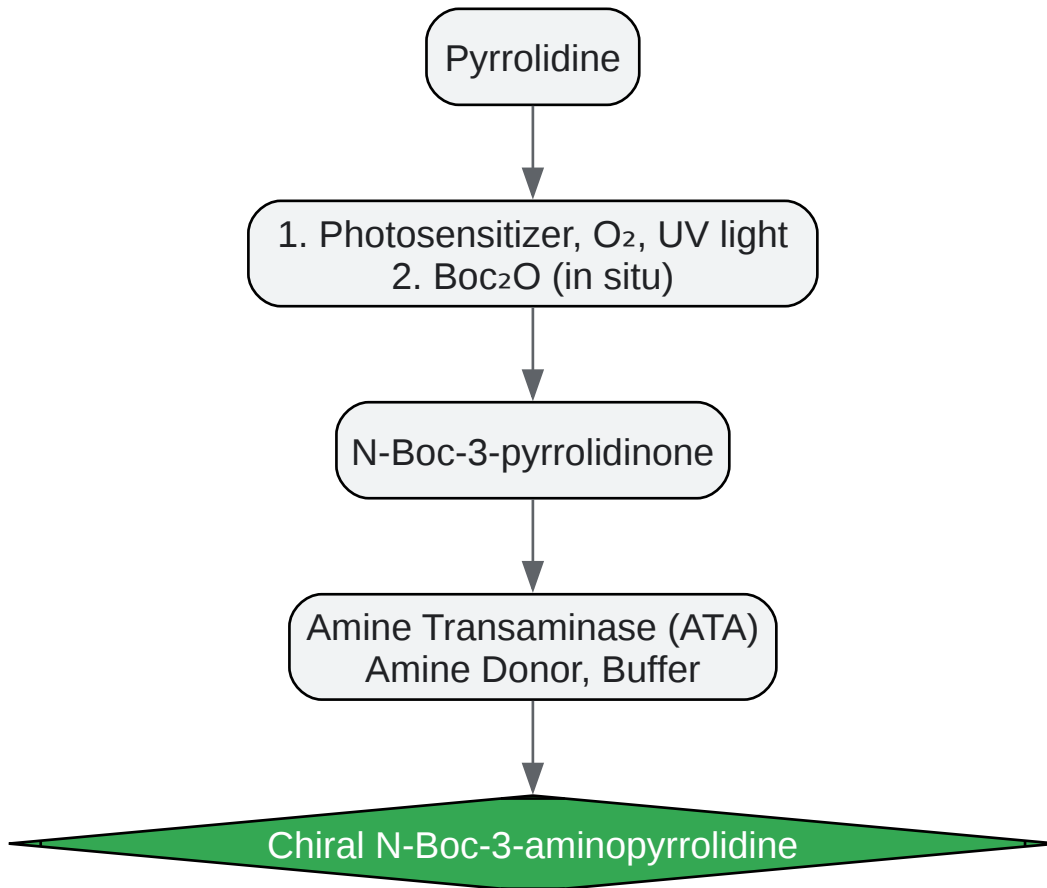 Pyrrolidine
1. Photosensitizer, O₂, UV light
2. Boc₂O (in situ)
N-Boc-3-pyrrolidinone
Amine Transaminase (ATA)
Amine Donor, Buffer
Chiral N-Boc-3-aminopyrrolidine